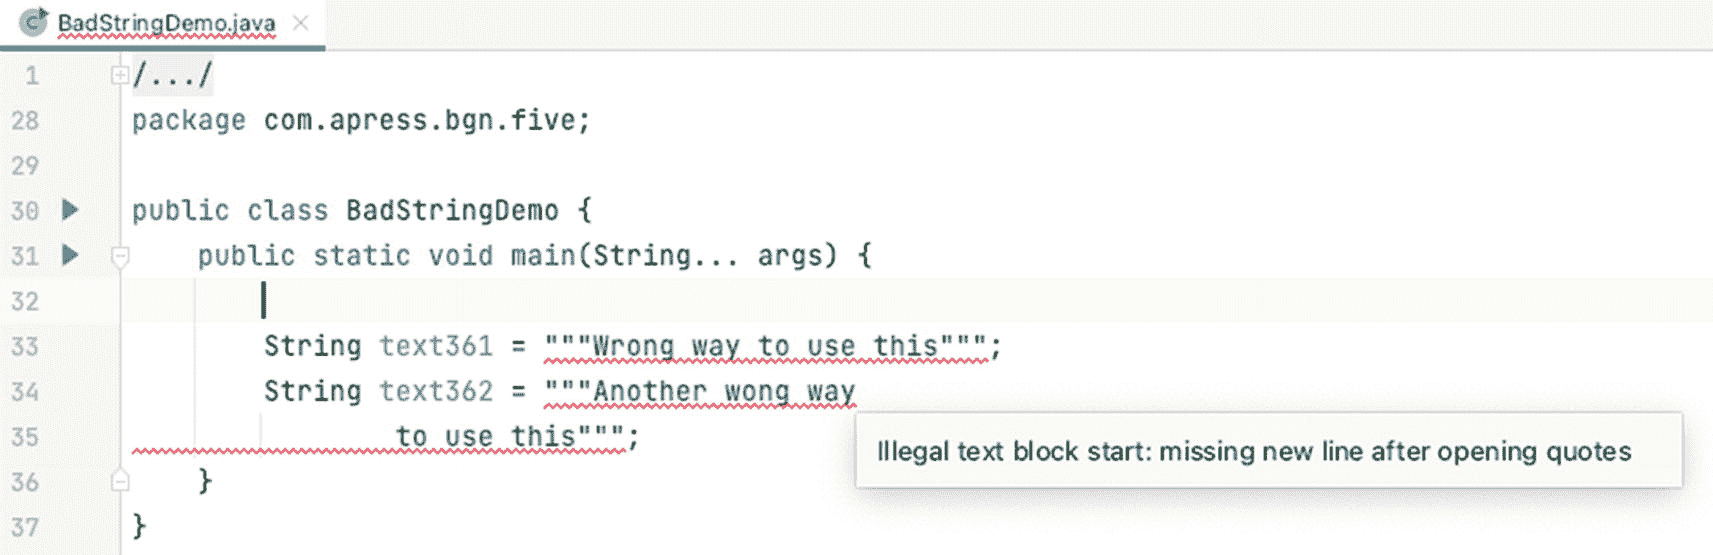 BadStringDemo.java
1 /.../
28 package com.apress.bgn.five;
29
30 public class BadStringDemo {
31 public static void main(String... args) {
32
33 String text361 = """Wrong way to use this""";
34 String text362 = """Another wong way
35 to use this""";
Illegal text block start: missing new line after opening quotes
36 }
37 }